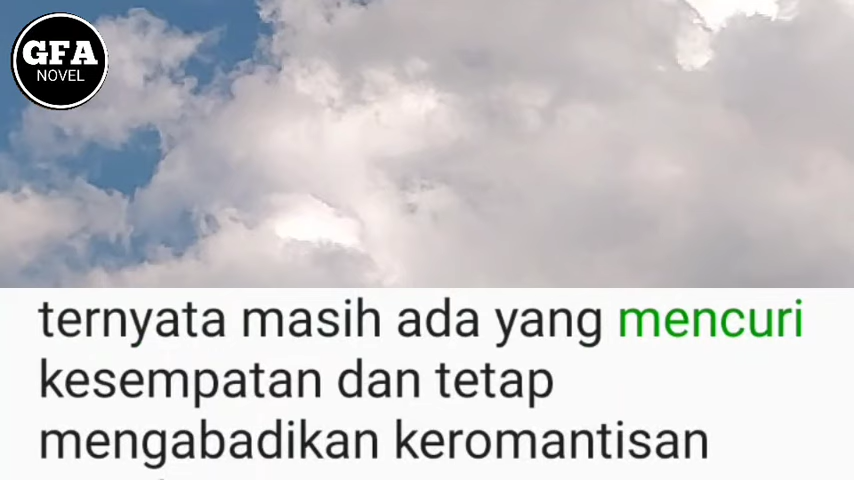 GFA
NOVEL
ternyata masih ada yang mencuri
kesempatan dan tetap
mengabadikan keromantisan